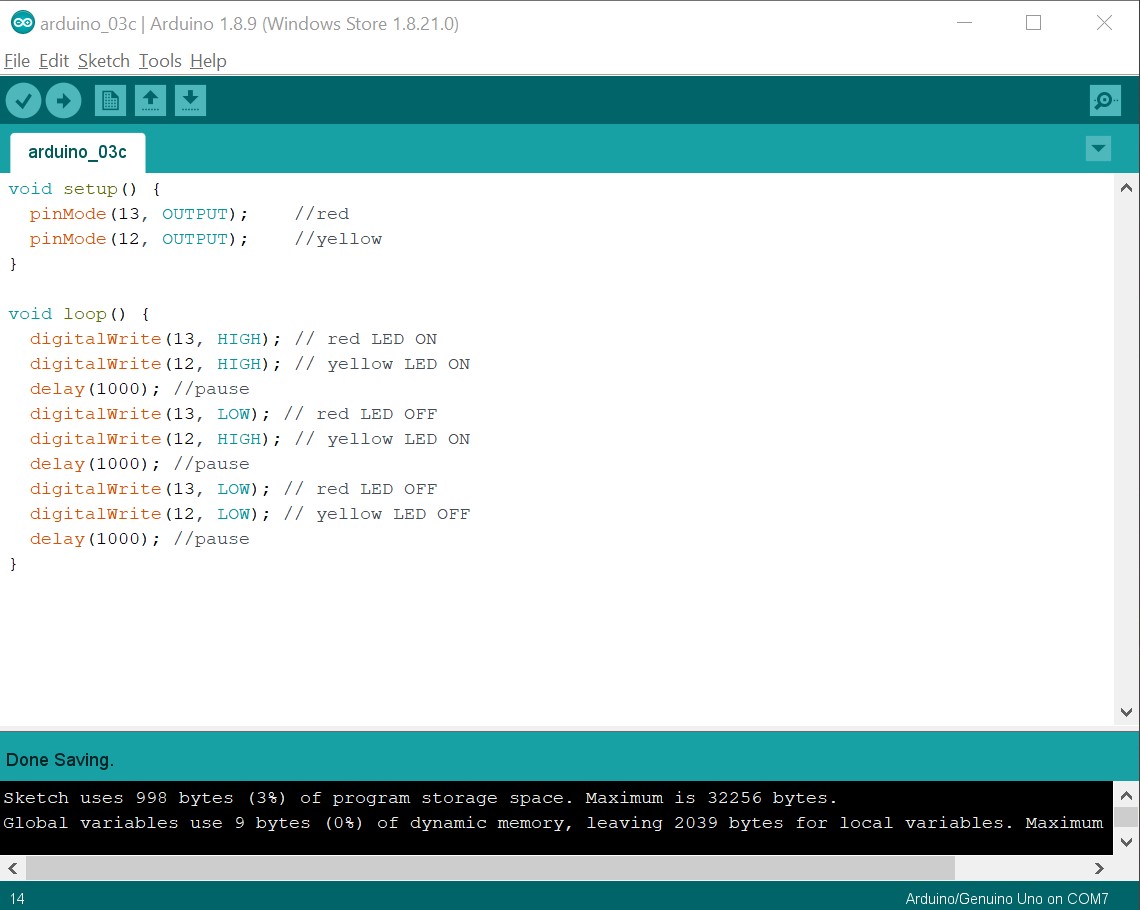 arduino_03c | Arduino 1.8.9 (Windows Store 1.8.21.0)
File Edit Sketch Tools Help
arduino_03c
void setup() {
  pinMode(13, OUTPUT);    //red
  pinMode(12, OUTPUT);    //yellow
}

void loop() {
  digitalWrite(13, HIGH); // red LED ON
  digitalWrite(12, HIGH); // yellow LED ON
  delay(1000); //pause
  digitalWrite(13, LOW); // red LED OFF
  digitalWrite(12, HIGH); // yellow LED ON
  delay(1000); //pause
  digitalWrite(13, LOW); // red LED OFF
  digitalWrite(12, LOW); // yellow LED OFF
  delay(1000); //pause
}
Done Saving.
Sketch uses 998 bytes (3%) of program storage space. Maximum is 32256 bytes.
Global variables use 9 bytes (0%) of dynamic memory, leaving 2039 bytes for local variables. Maximum
14
Arduino/Genuino Uno on COM7